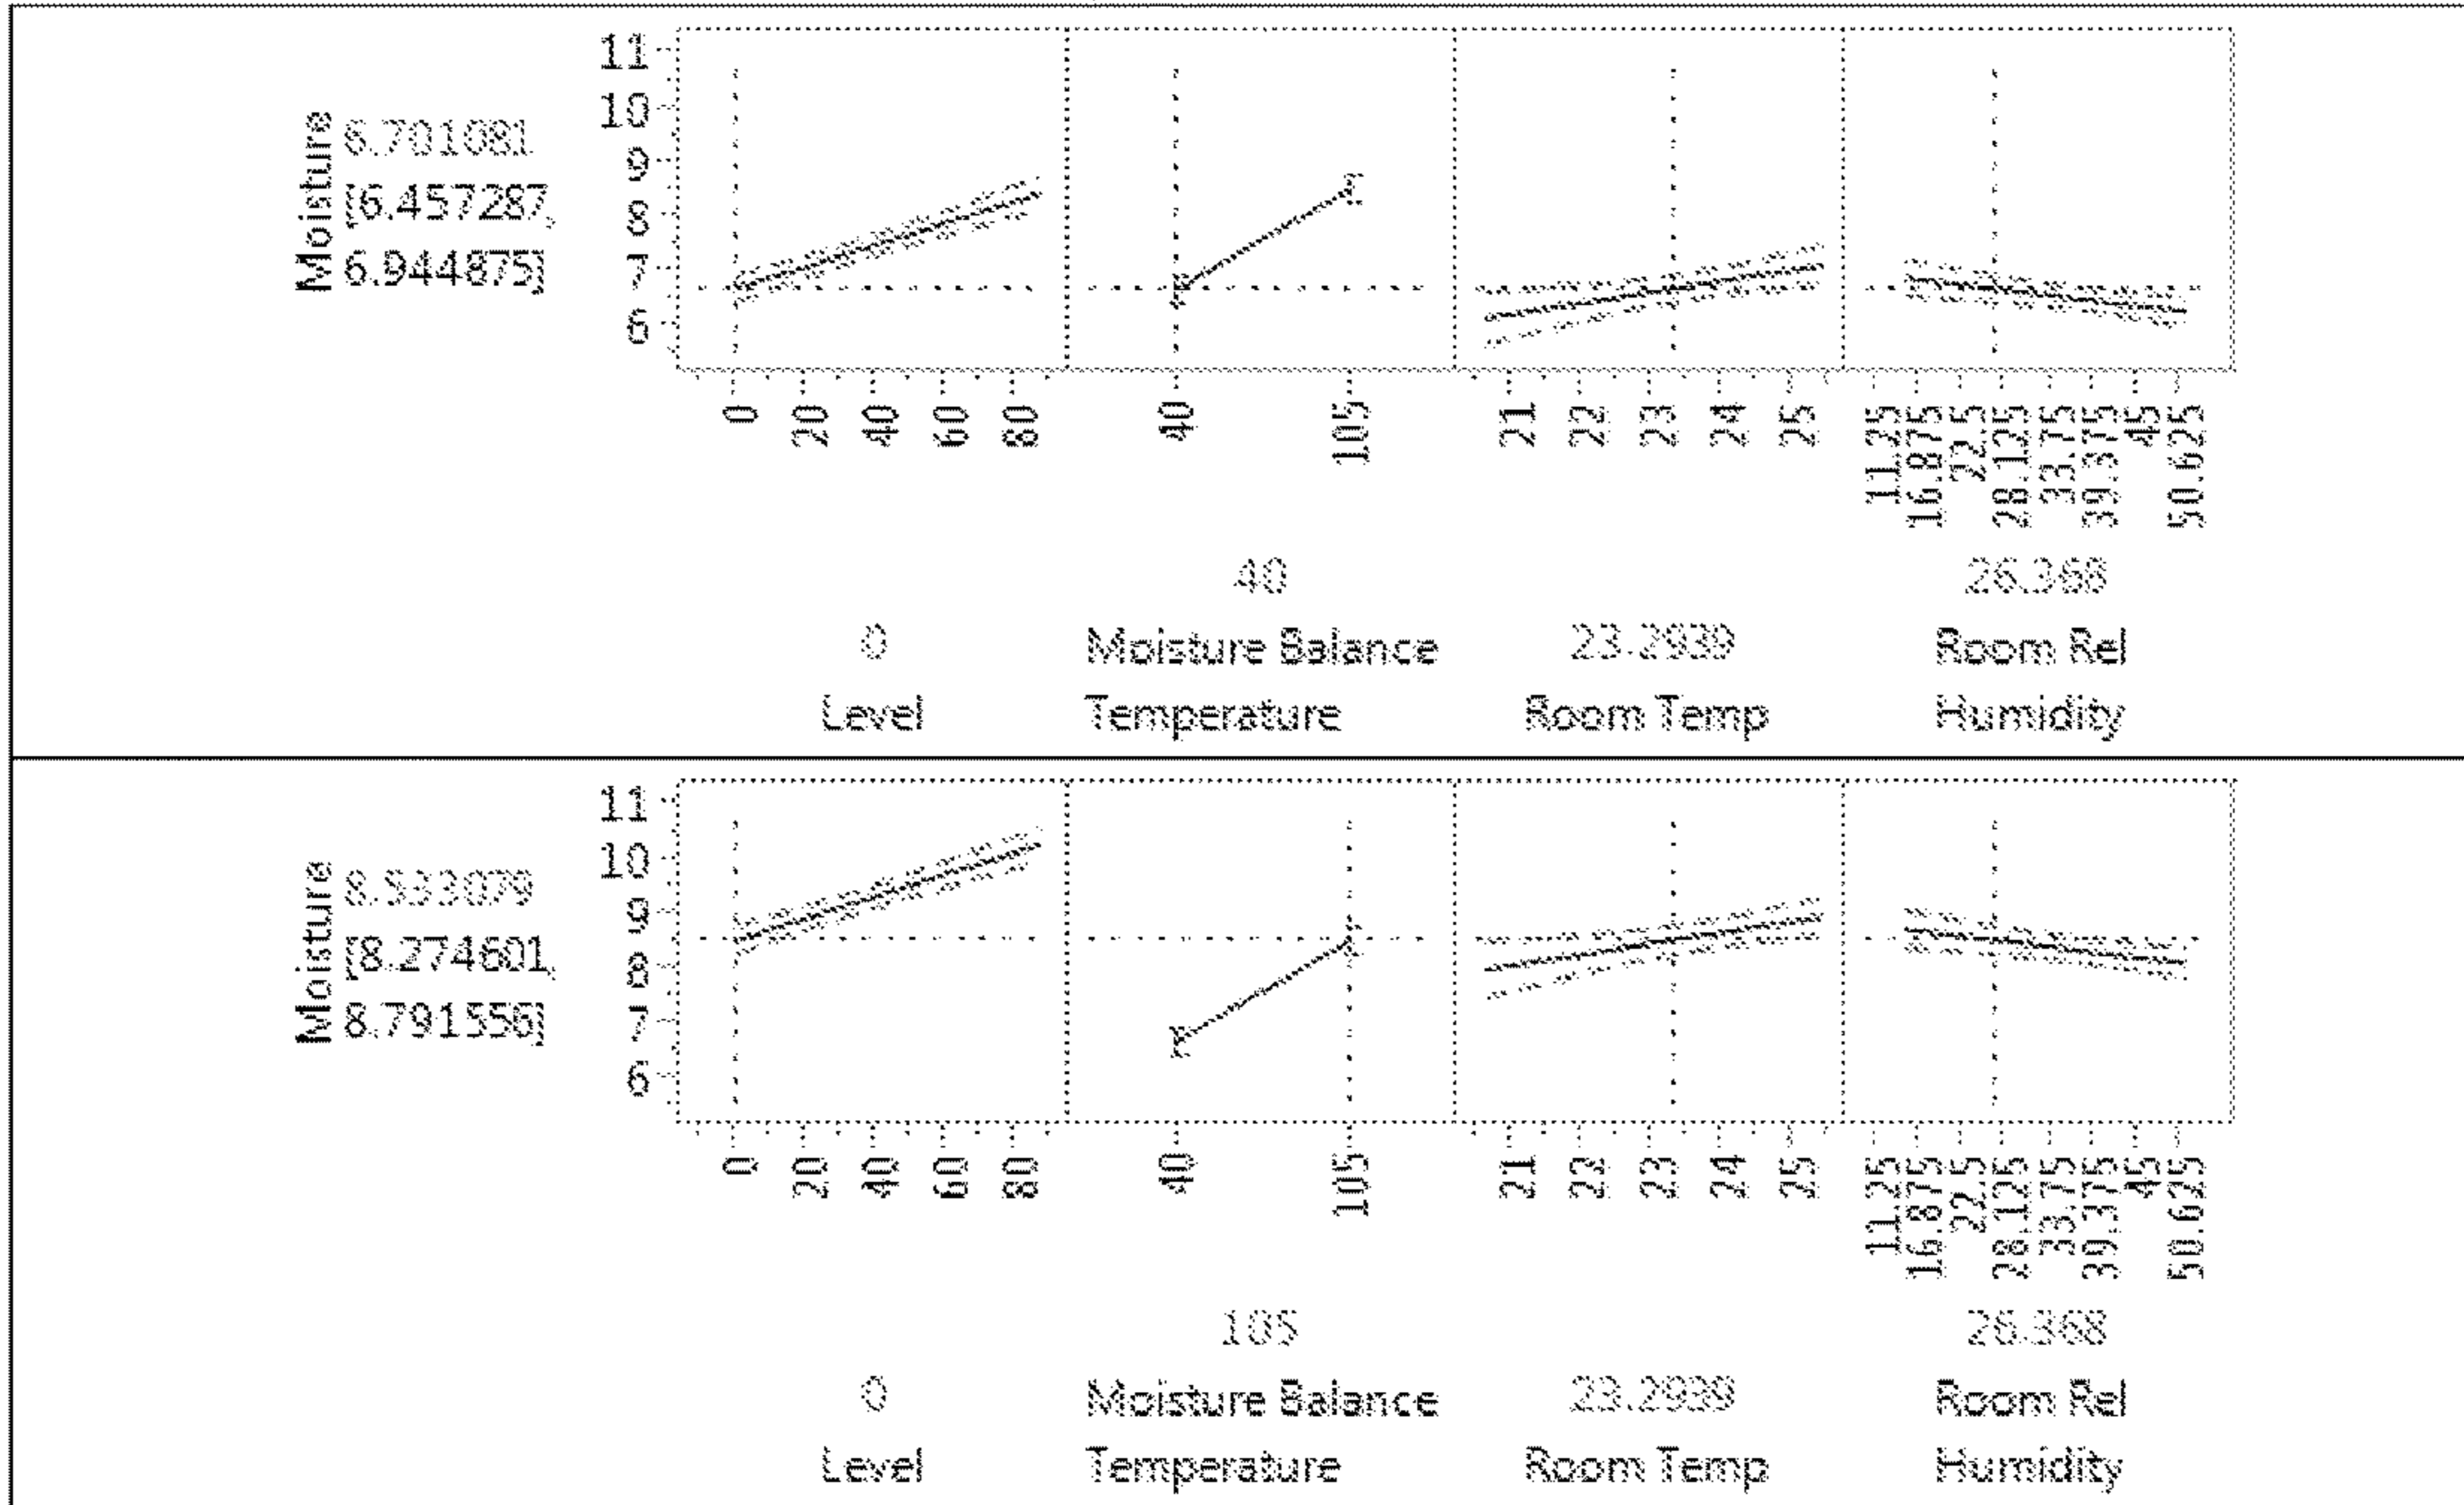 11
10
9
8
7
6
Moisture
6.701081
[6.457287,
6.944875]
0 20 40 60 80
40 105
21 22 23 24 25
11.25 16.875 22.5 28.125 33.75 39.375 45 50.625
40
26.368
0
Moisture Balance
23.2939
Room Rel
Level
Temperature
Room Temp
Humidity
11
10
9
8
7
6
Moisture
8.533079
[8.274601,
8.791556]
0 20 40 60 80
40 105
21 22 23 24 25
11.25 16.875 22.5 28.125 33.75 39.375 45 50.625
105
26.368
0
Moisture Balance
23.2939
Room Rel
Level
Temperature
Room Temp
Humidity